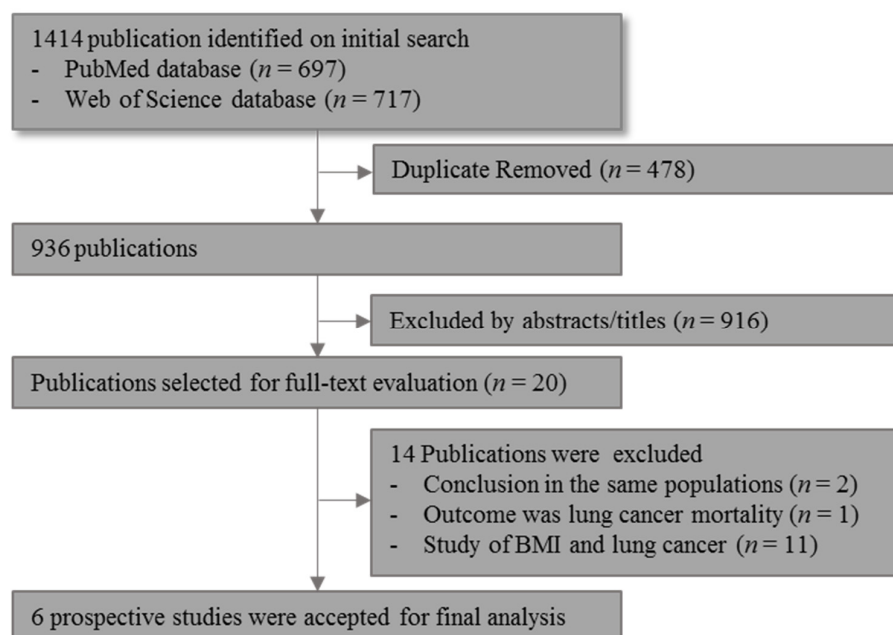 1414 publication identified on initial search
- PubMed database (n = 697)
- Web of Science database (n = 717)
Duplicate Removed (n = 478)
936 publications
Excluded by abstracts/titles (n = 916)
Publications selected for full-text evaluation (n = 20)
14 Publications were excluded
- Conclusion in the same populations (n = 2)
- Outcome was lung cancer mortality (n = 1)
- Study of BMI and lung cancer (n = 11)
6 prospective studies were accepted for final analysis